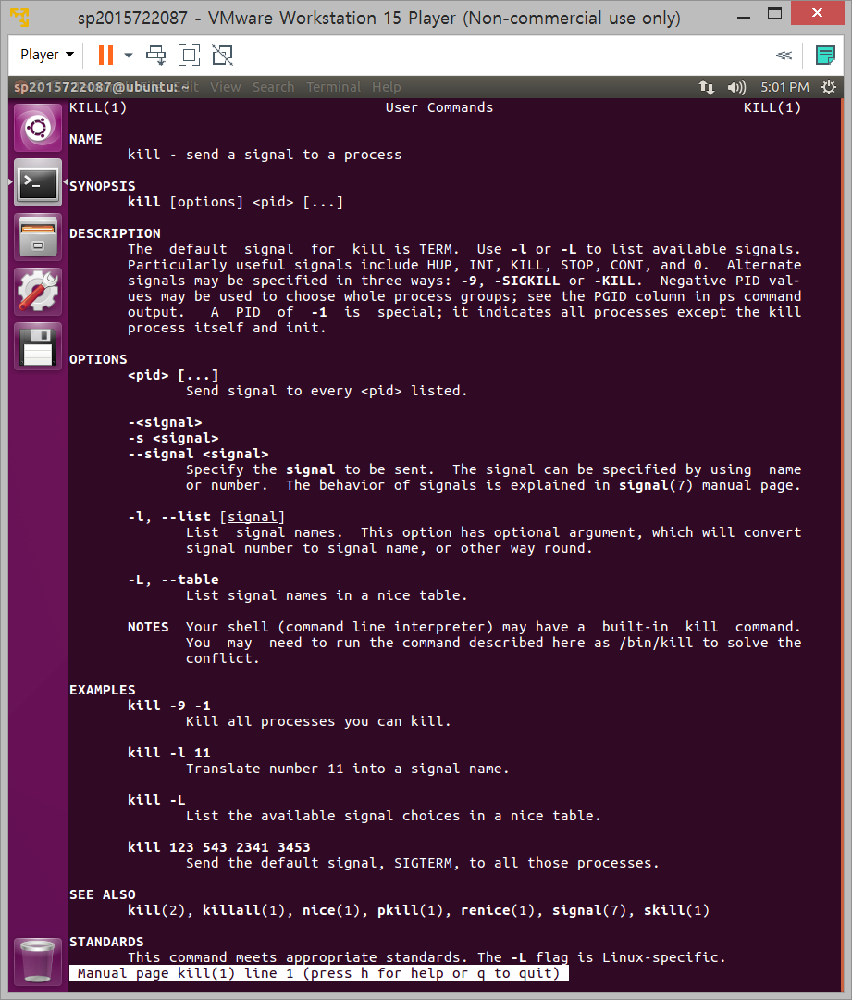 sp2015722087 - VMware Workstation 15 Player (Non-commercial use only)
Player
sp2015722087@ubuntu: ~ Edit View Search Terminal Help 5:01 PM
KILL(1) User Commands KILL(1)
NAME
kill - send a signal to a process
SYNOPSIS
kill [options] <pid> [...]
DESCRIPTION
The default signal for kill is TERM. Use -l or -L to list available signals.
Particularly useful signals include HUP, INT, KILL, STOP, CONT, and 0. Alternate
signals may be specified in three ways: -9, -SIGKILL or -KILL. Negative PID val-
ues may be used to choose whole process groups; see the PGID column in ps command
output. A PID of -1 is special; it indicates all processes except the kill
process itself and init.
OPTIONS
<pid> [...]
Send signal to every <pid> listed.
-<signal>
-s <signal>
--signal <signal>
Specify the signal to be sent. The signal can be specified by using name
or number. The behavior of signals is explained in signal(7) manual page.
-l, --list [signal]
List signal names. This option has optional argument, which will convert
signal number to signal name, or other way round.
-L, --table
List signal names in a nice table.
NOTES Your shell (command line interpreter) may have a built-in kill command.
You may need to run the command described here as /bin/kill to solve the
conflict.
EXAMPLES
kill -9 -1
Kill all processes you can kill.
kill -l 11
Translate number 11 into a signal name.
kill -L
List the available signal choices in a nice table.
kill 123 543 2341 3453
Send the default signal, SIGTERM, to all those processes.
SEE ALSO
kill(2), killall(1), nice(1), pkill(1), renice(1), signal(7), skill(1)
STANDARDS
This command meets appropriate standards. The -L flag is Linux-specific.
Manual page kill(1) line 1 (press h for help or q to quit)